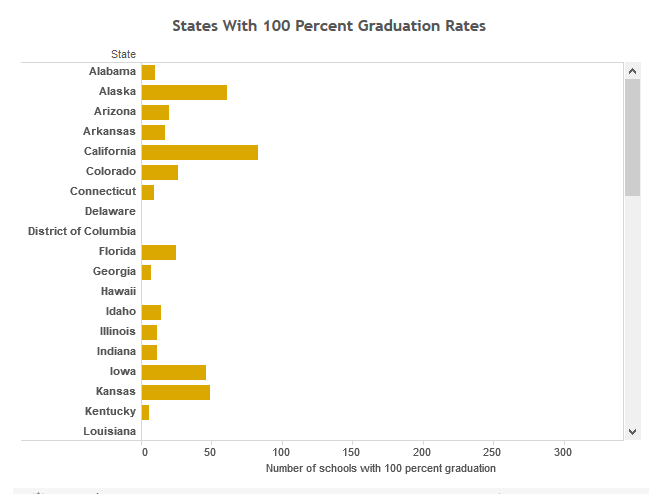 States With 100 Percent Graduation Rates
State
Alabama
Alaska
Arizona
Arkansas
California
Colorado
Connecticut
Delaware
District of Columbia
Florida
Georgia
Hawaii
Idaho
Illinois
Indiana
Iowa
Kansas
Kentucky
Louisiana
0 50 100 150 200 250 300
Number of schools with 100 percent graduation